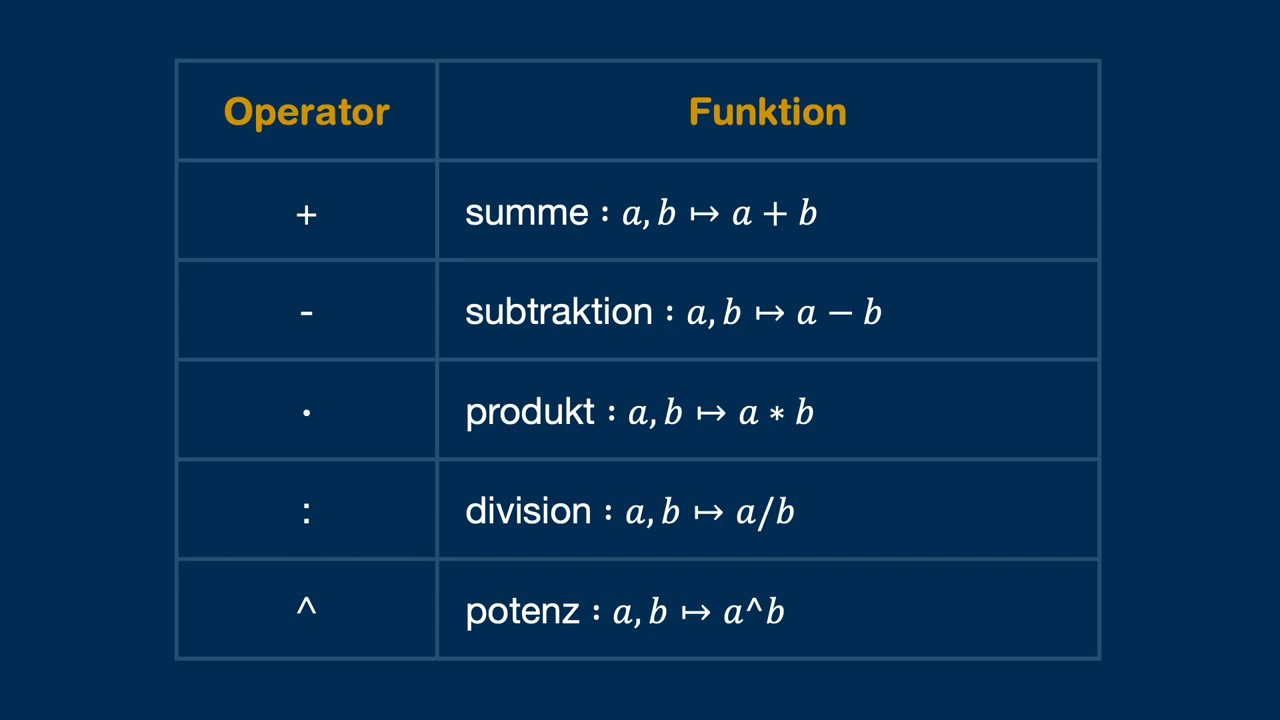 Operator Funktion
+ summe : a, b ↦ a + b
- subtraktion : a, b ↦ a − b
· produkt : a, b ↦ a ∗ b
: division : a, b ↦ a/b
^ potenz : a, b ↦ a^b